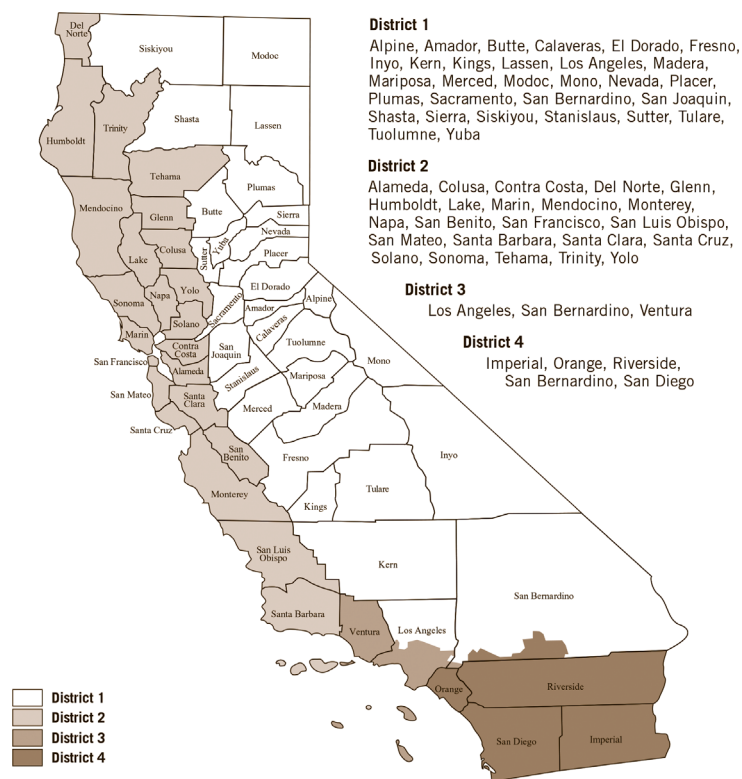 District 1
Alpine, Amador, Butte, Calaveras, El Dorado, Fresno,
Inyo, Kern, Kings, Lassen, Los Angeles, Madera,
Mariposa, Merced, Modoc, Mono, Nevada, Placer,
Plumas, Sacramento, San Bernardino, San Joaquin,
Shasta, Sierra, Siskiyou, Stanislaus, Sutter, Tulare,
Tuolumne, Yuba
District 2
Alameda, Colusa, Contra Costa, Del Norte, Glenn,
Humboldt, Lake, Marin, Mendocino, Monterey,
Napa, San Benito, San Francisco, San Luis Obispo,
San Mateo, Santa Barbara, Santa Clara, Santa Cruz,
Solano, Sonoma, Tehama, Trinity, Yolo
District 3
Los Angeles, San Bernardino, Ventura
District 4
Imperial, Orange, Riverside,
San Bernardino, San Diego
Del
Norte
Siskiyou
Modoc
Humboldt
Trinity
Shasta
Lassen
Tehama
Plumas
Mendocino
Glenn
Butte
Sierra
Nevada
Yuba
Sutter
Placer
Colusa
Lake
El Dorado
Yolo
Napa
Sonoma
Sacramento
Alpine
Amador
Solano
Calaveras
Marin
Contra
Costa
San
Joaquin
Tuolumne
Mono
San Francisco
Alameda
Stanislaus
Mariposa
San Mateo
Santa
Clara
Merced
Madera
Santa Cruz
San
Benito
Fresno
Inyo
Monterey
Tulare
Kings
San Luis
Obispo
Kern
San Bernardino
Santa Barbara
Ventura
Los Angeles
Orange
Riverside
San Diego
Imperial
District 1
District 2
District 3
District 4